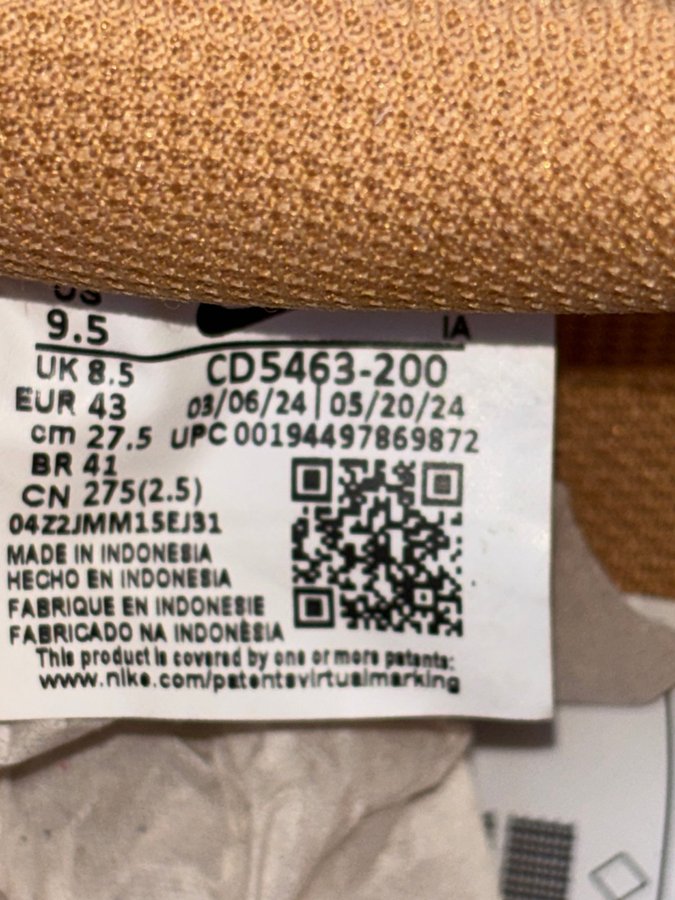 US
9.5
IA
UK 8.5
CD5463-200
EUR 43
03/06/24 | 05/20/24
cm 27.5
UPC 00194497869872
BR 41
CN 275(2.5)
04Z2JMM15EJ31
MADE IN INDONESIA
HECHO EN INDONESIA
FABRIQUE EN INDONESIE
FABRICADO NA INDONÈSIA
This product is covered by one or more patents:
www.nike.com/patentsvirtualmarking